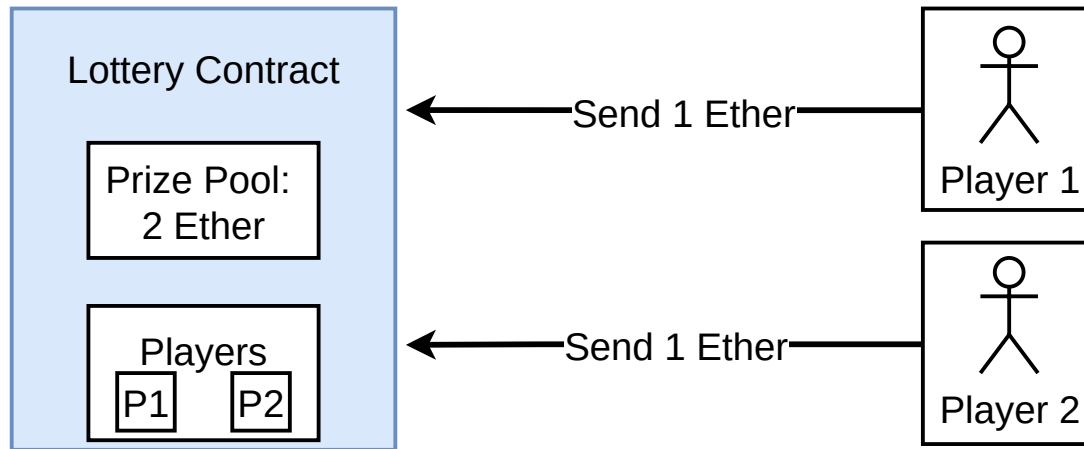 Lottery Contract
Prize Pool:
2 Ether
Players
P1
P2
Send 1 Ether
Player 1
Send 1 Ether
Player 2